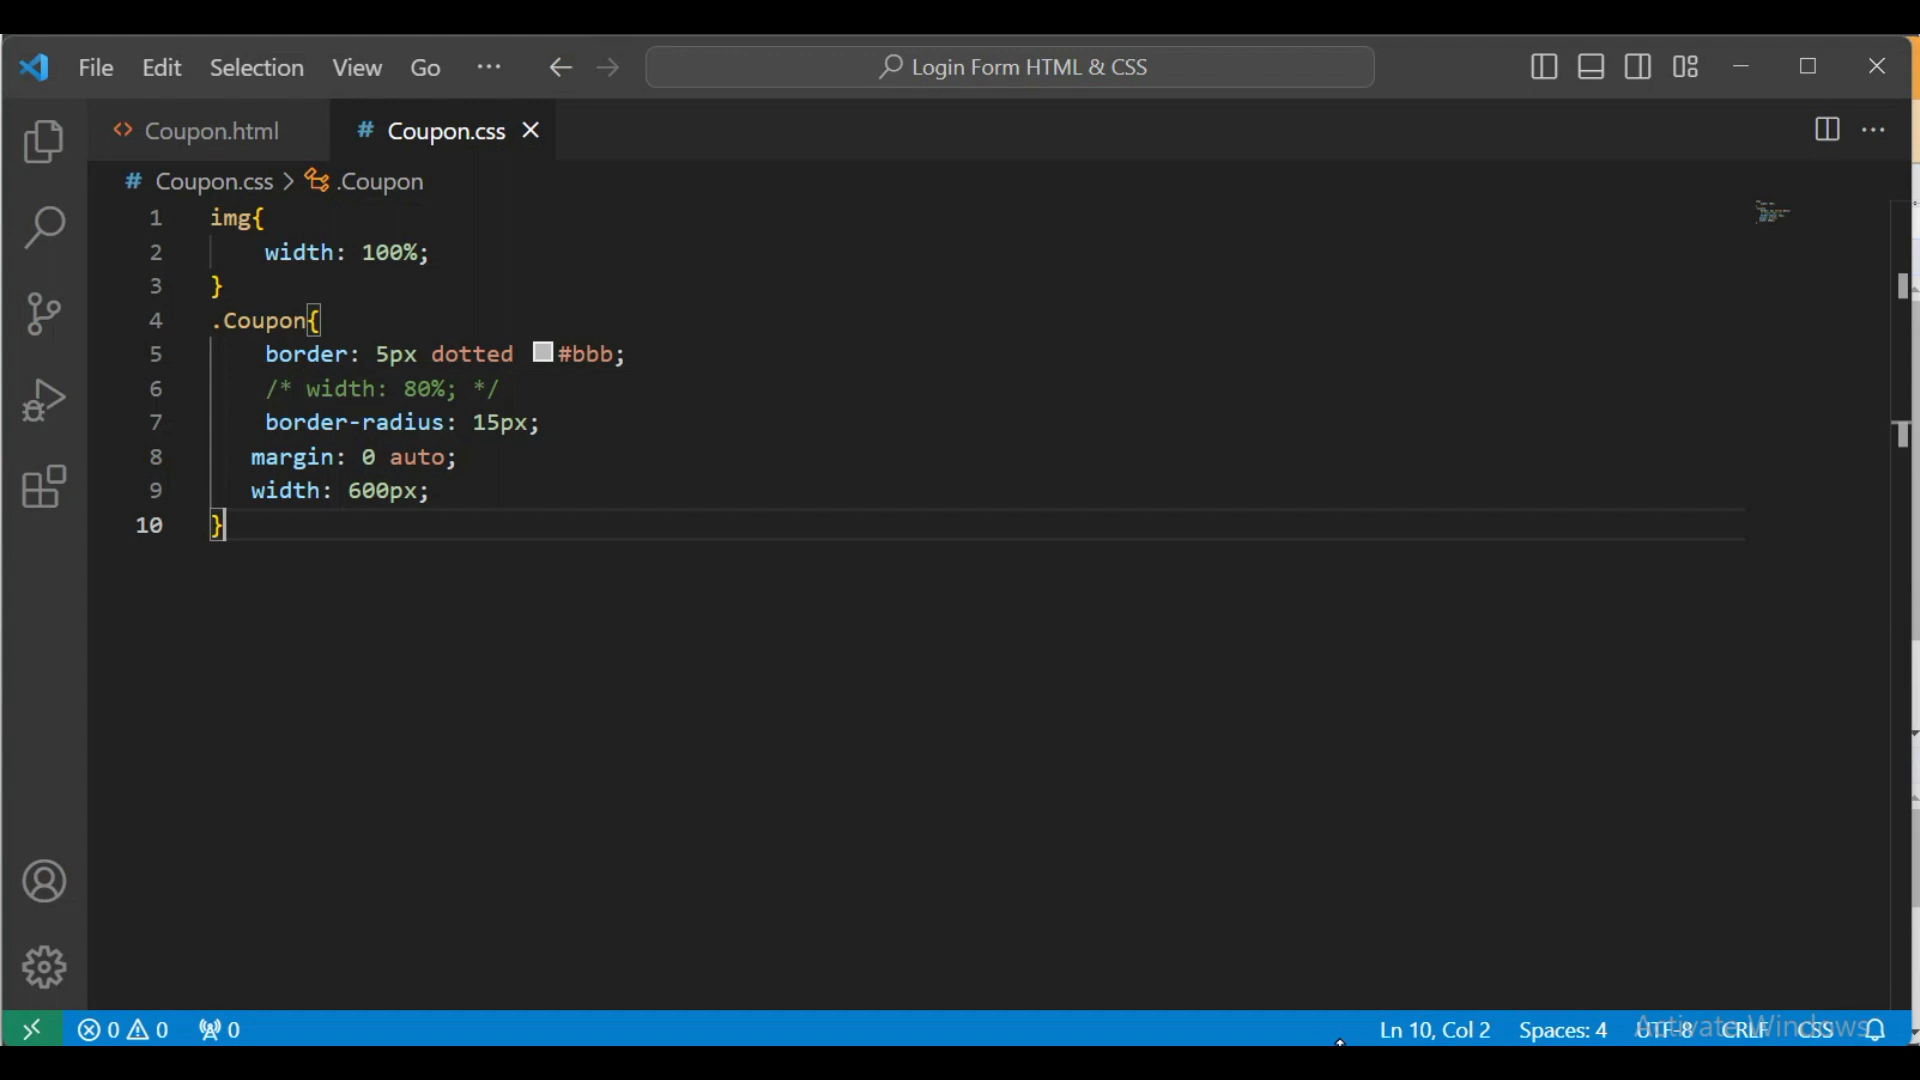 File Edit Selection View Go ··· Login Form HTML & CSS
Coupon.html # Coupon.css
# Coupon.css > .Coupon
1 img{
2 width: 100%;
3 }
4 .Coupon{
5 border: 5px dotted #bbb;
6 /* width: 80%; */
7 border-radius: 15px;
8 margin: 0 auto;
9 width: 600px;
10 }
0 0 0 Ln 10, Col 2 Spaces: 4 UTF-8 CRLF CSS
Activate Windows